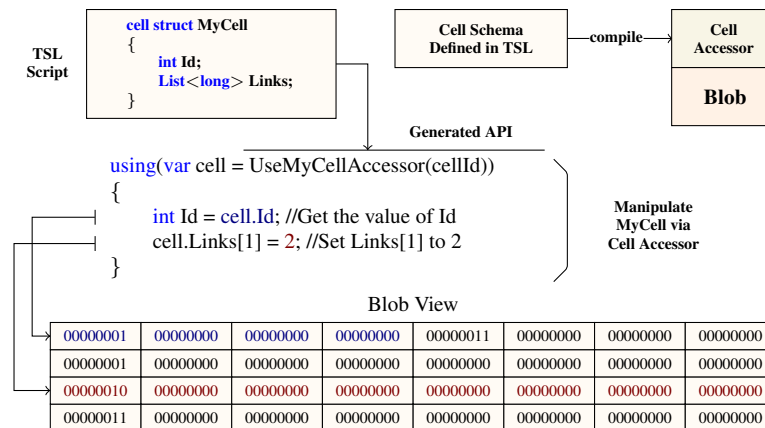 TSL
Script
cell struct MyCell
{
int Id;
List<long> Links;
}
Cell Schema
Defined in TSL
compile
Cell
Accessor
Blob
Generated API
using(var cell = UseMyCellAccessor(cellId))
{
int Id = cell.Id; //Get the value of Id
cell.Links[1] = 2; //Set Links[1] to 2
}
Manipulate
MyCell via
Cell Accessor
Blob View
00000001 00000000 00000000 00000000 00000011 00000000 00000000 00000000
00000001 00000000 00000000 00000000 00000000 00000000 00000000 00000000
00000010 00000000 00000000 00000000 00000000 00000000 00000000 00000000
00000011 00000000 00000000 00000000 00000000 00000000 00000000 00000000